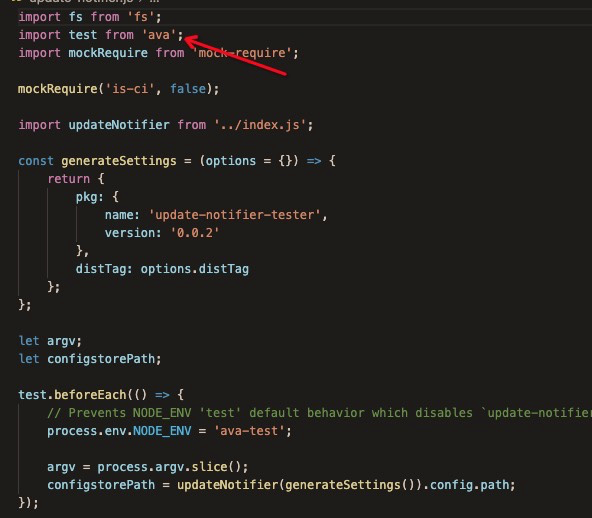 import fs from 'fs';
import test from 'ava';
import mockRequire from 'mock-require';
mockRequire('is-ci', false);
import updateNotifier from '../index.js';
const generateSettings = (options = {}) => {
    return {
        pkg: {
            name: 'update-notifier-tester',
            version: '0.0.2'
        },
        distTag: options.distTag
    };
};
let argv;
let configstorePath;
test.beforeEach(() => {
    // Prevents NODE_ENV 'test' default behavior which disables `update-notifier
    process.env.NODE_ENV = 'ava-test';
    argv = process.argv.slice();
    configstorePath = updateNotifier(generateSettings()).config.path;
});